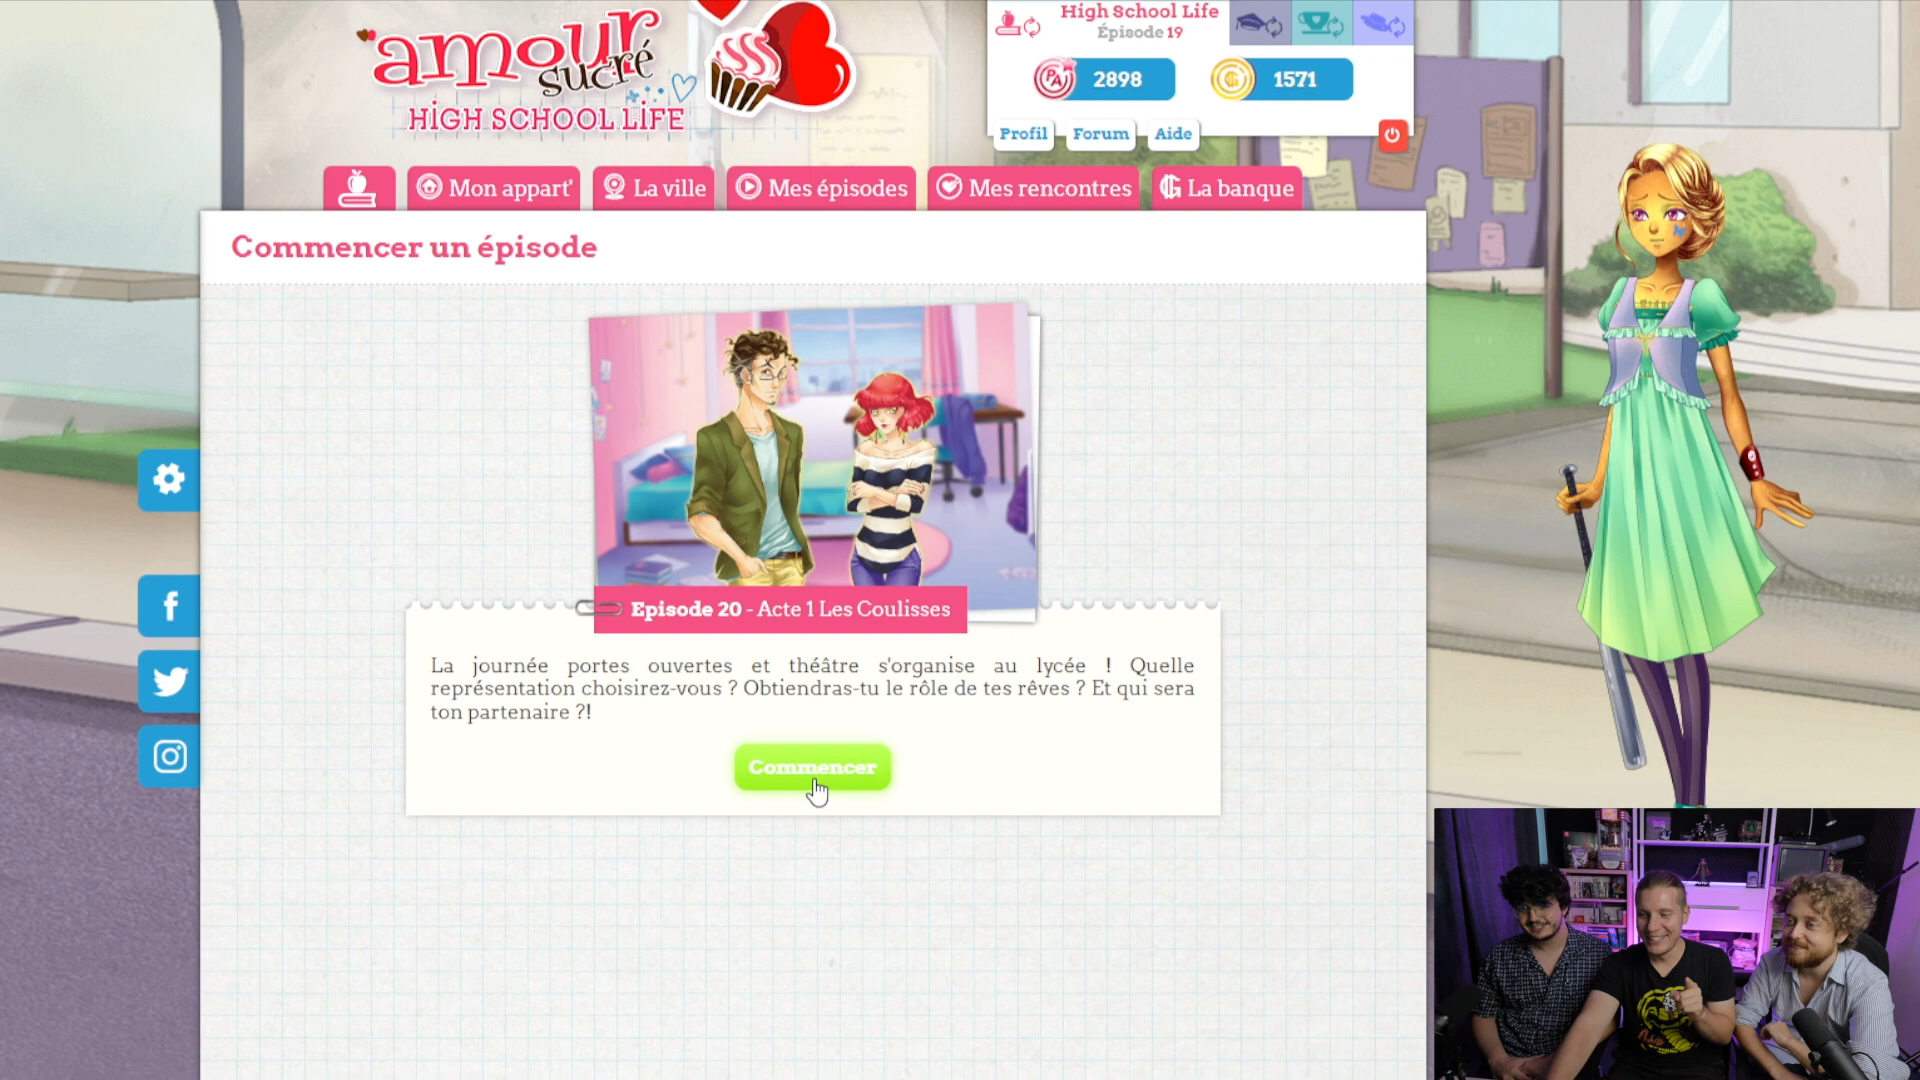 amour
sucré
HIGH SCHOOL LIFE
High School Life
Épisode 19
PA 2898
1571
Profil
Forum
Aide
Mon appart'
La ville
Mes épisodes
Mes rencontres
La banque
Commencer un épisode
Episode 20 - Acte 1 Les Coulisses
La journée portes ouvertes et théâtre s'organise au lycée ! Quelle
représentation choisirez-vous ? Obtiendras-tu le rôle de tes rêves ? Et qui sera
ton partenaire ?!
Commencer